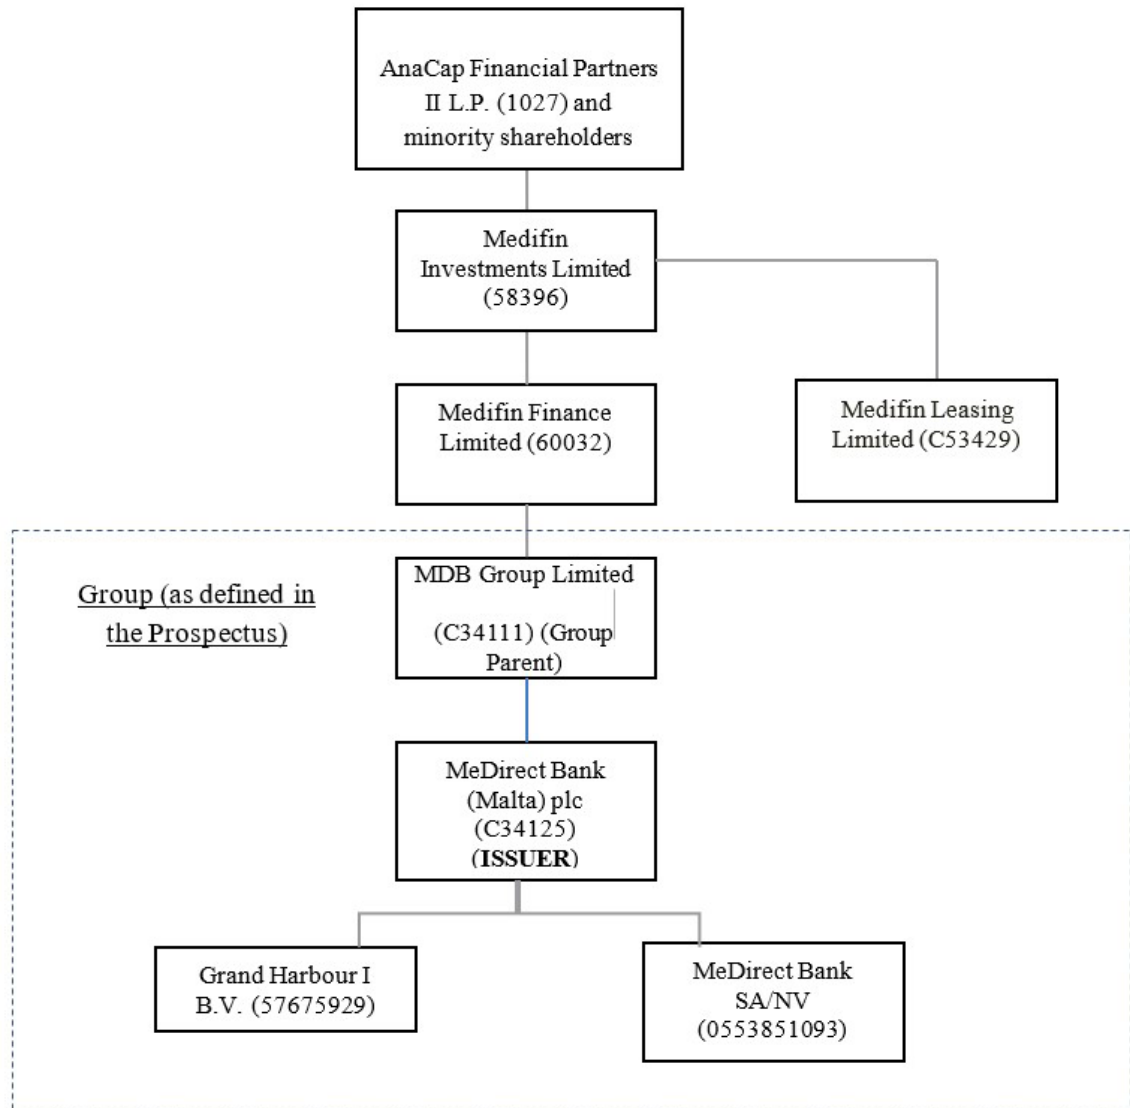 AnaCap Financial Partners
II L.P. (1027) and
minority shareholders
Medifin
Investments Limited
(58396)
Medifin Finance
Limited (60032)
Medifin Leasing
Limited (C53429)
Group (as defined in
the Prospectus)
MDB Group Limited
(C34111) (Group
Parent)
MeDirect Bank
(Malta) plc
(C34125)
(ISSUER)
Grand Harbour I
B.V. (57675929)
MeDirect Bank
SA/NV
(0553851093)